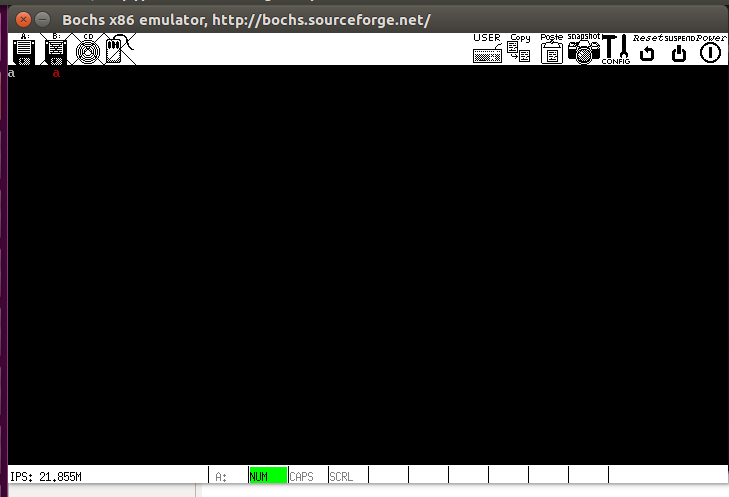 Bochs x86 emulator, http://bochs.sourceforge.net/
A: B: CD USER Copy Paste snapshot CONFIG Reset SUSPEND Power
a a
IPS: 21.855M A: NUM CAPS SCRL